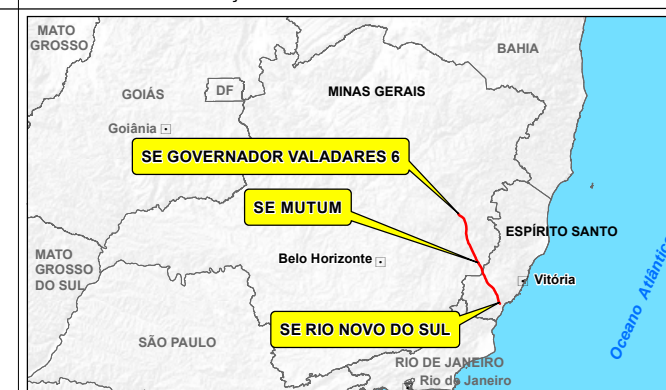 MATO
GROSSO
BAHIA
GOIÁS
DF
MINAS GERAIS
Goiânia
SE GOVERNADOR VALADARES 6
SE MUTUM
ESPÍRITO SANTO
Belo Horizonte
MATO
GROSSO
DO SUL
Vitória
Oceano Atlântico
SE RIO NOVO DO SUL
SÃO PAULO
RIO DE JANEIRO
Rio de Janeiro